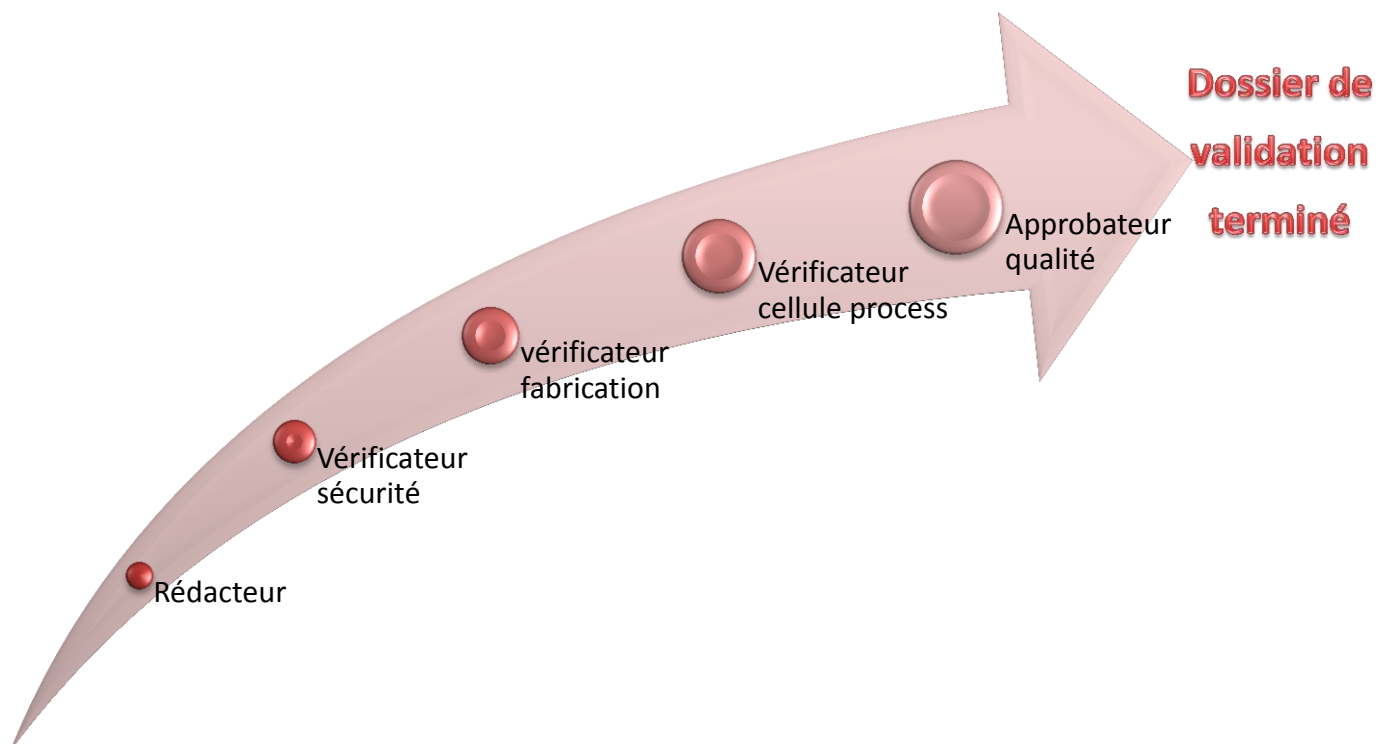 Dossier de
validation
terminé
Approbateur
qualité
Vérificateur
cellule process
vérificateur
fabrication
Vérificateur
sécurité
Rédacteur